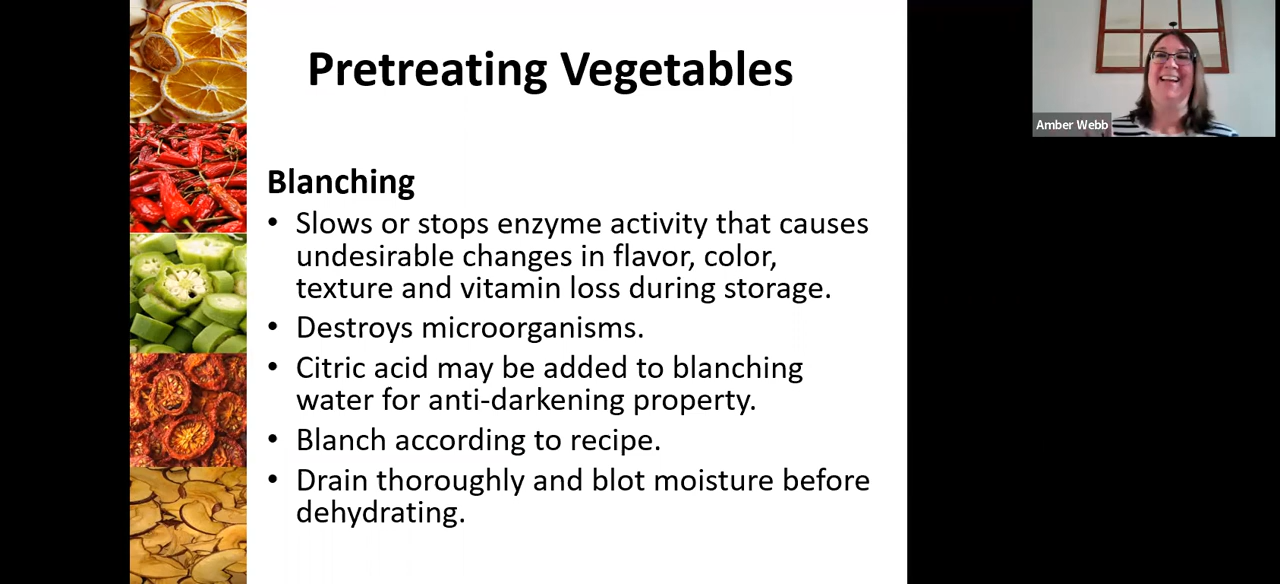 Pretreating Vegetables
Amber Webb
Blanching
• Slows or stops enzyme activity that causes
undesirable changes in flavor, color,
texture and vitamin loss during storage.
• Destroys microorganisms.
• Citric acid may be added to blanching
water for anti-darkening property.
• Blanch according to recipe.
• Drain thoroughly and blot moisture before
dehydrating.